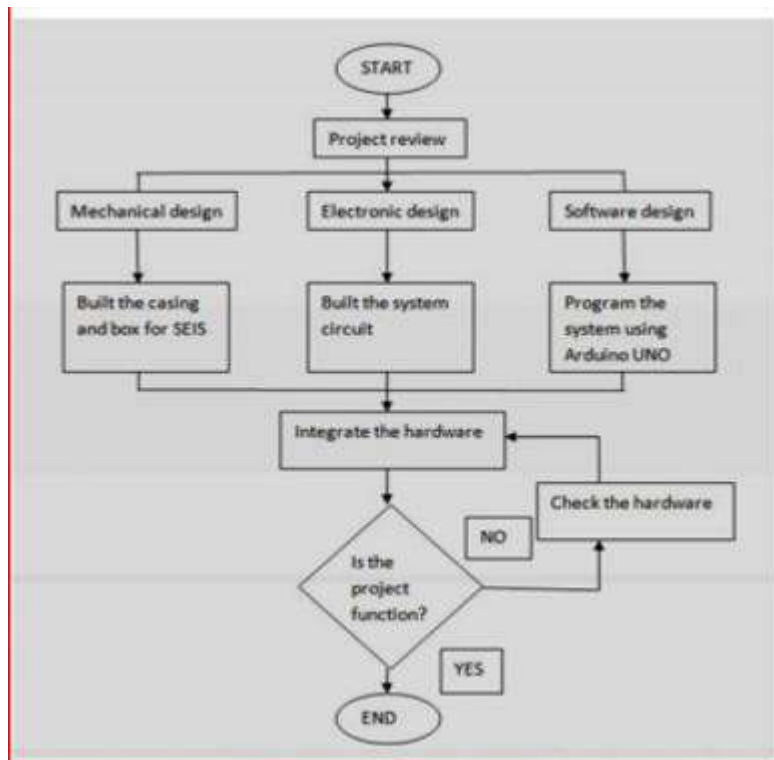 START
Project review
Mechanical design
Electronic design
Software design
Built the casing
and box for SEIS
Built the system
circuit
Program the
system using
Arduino UNO
Integrate the hardware
Check the hardware
NO
Is the
project
function?
YES
END